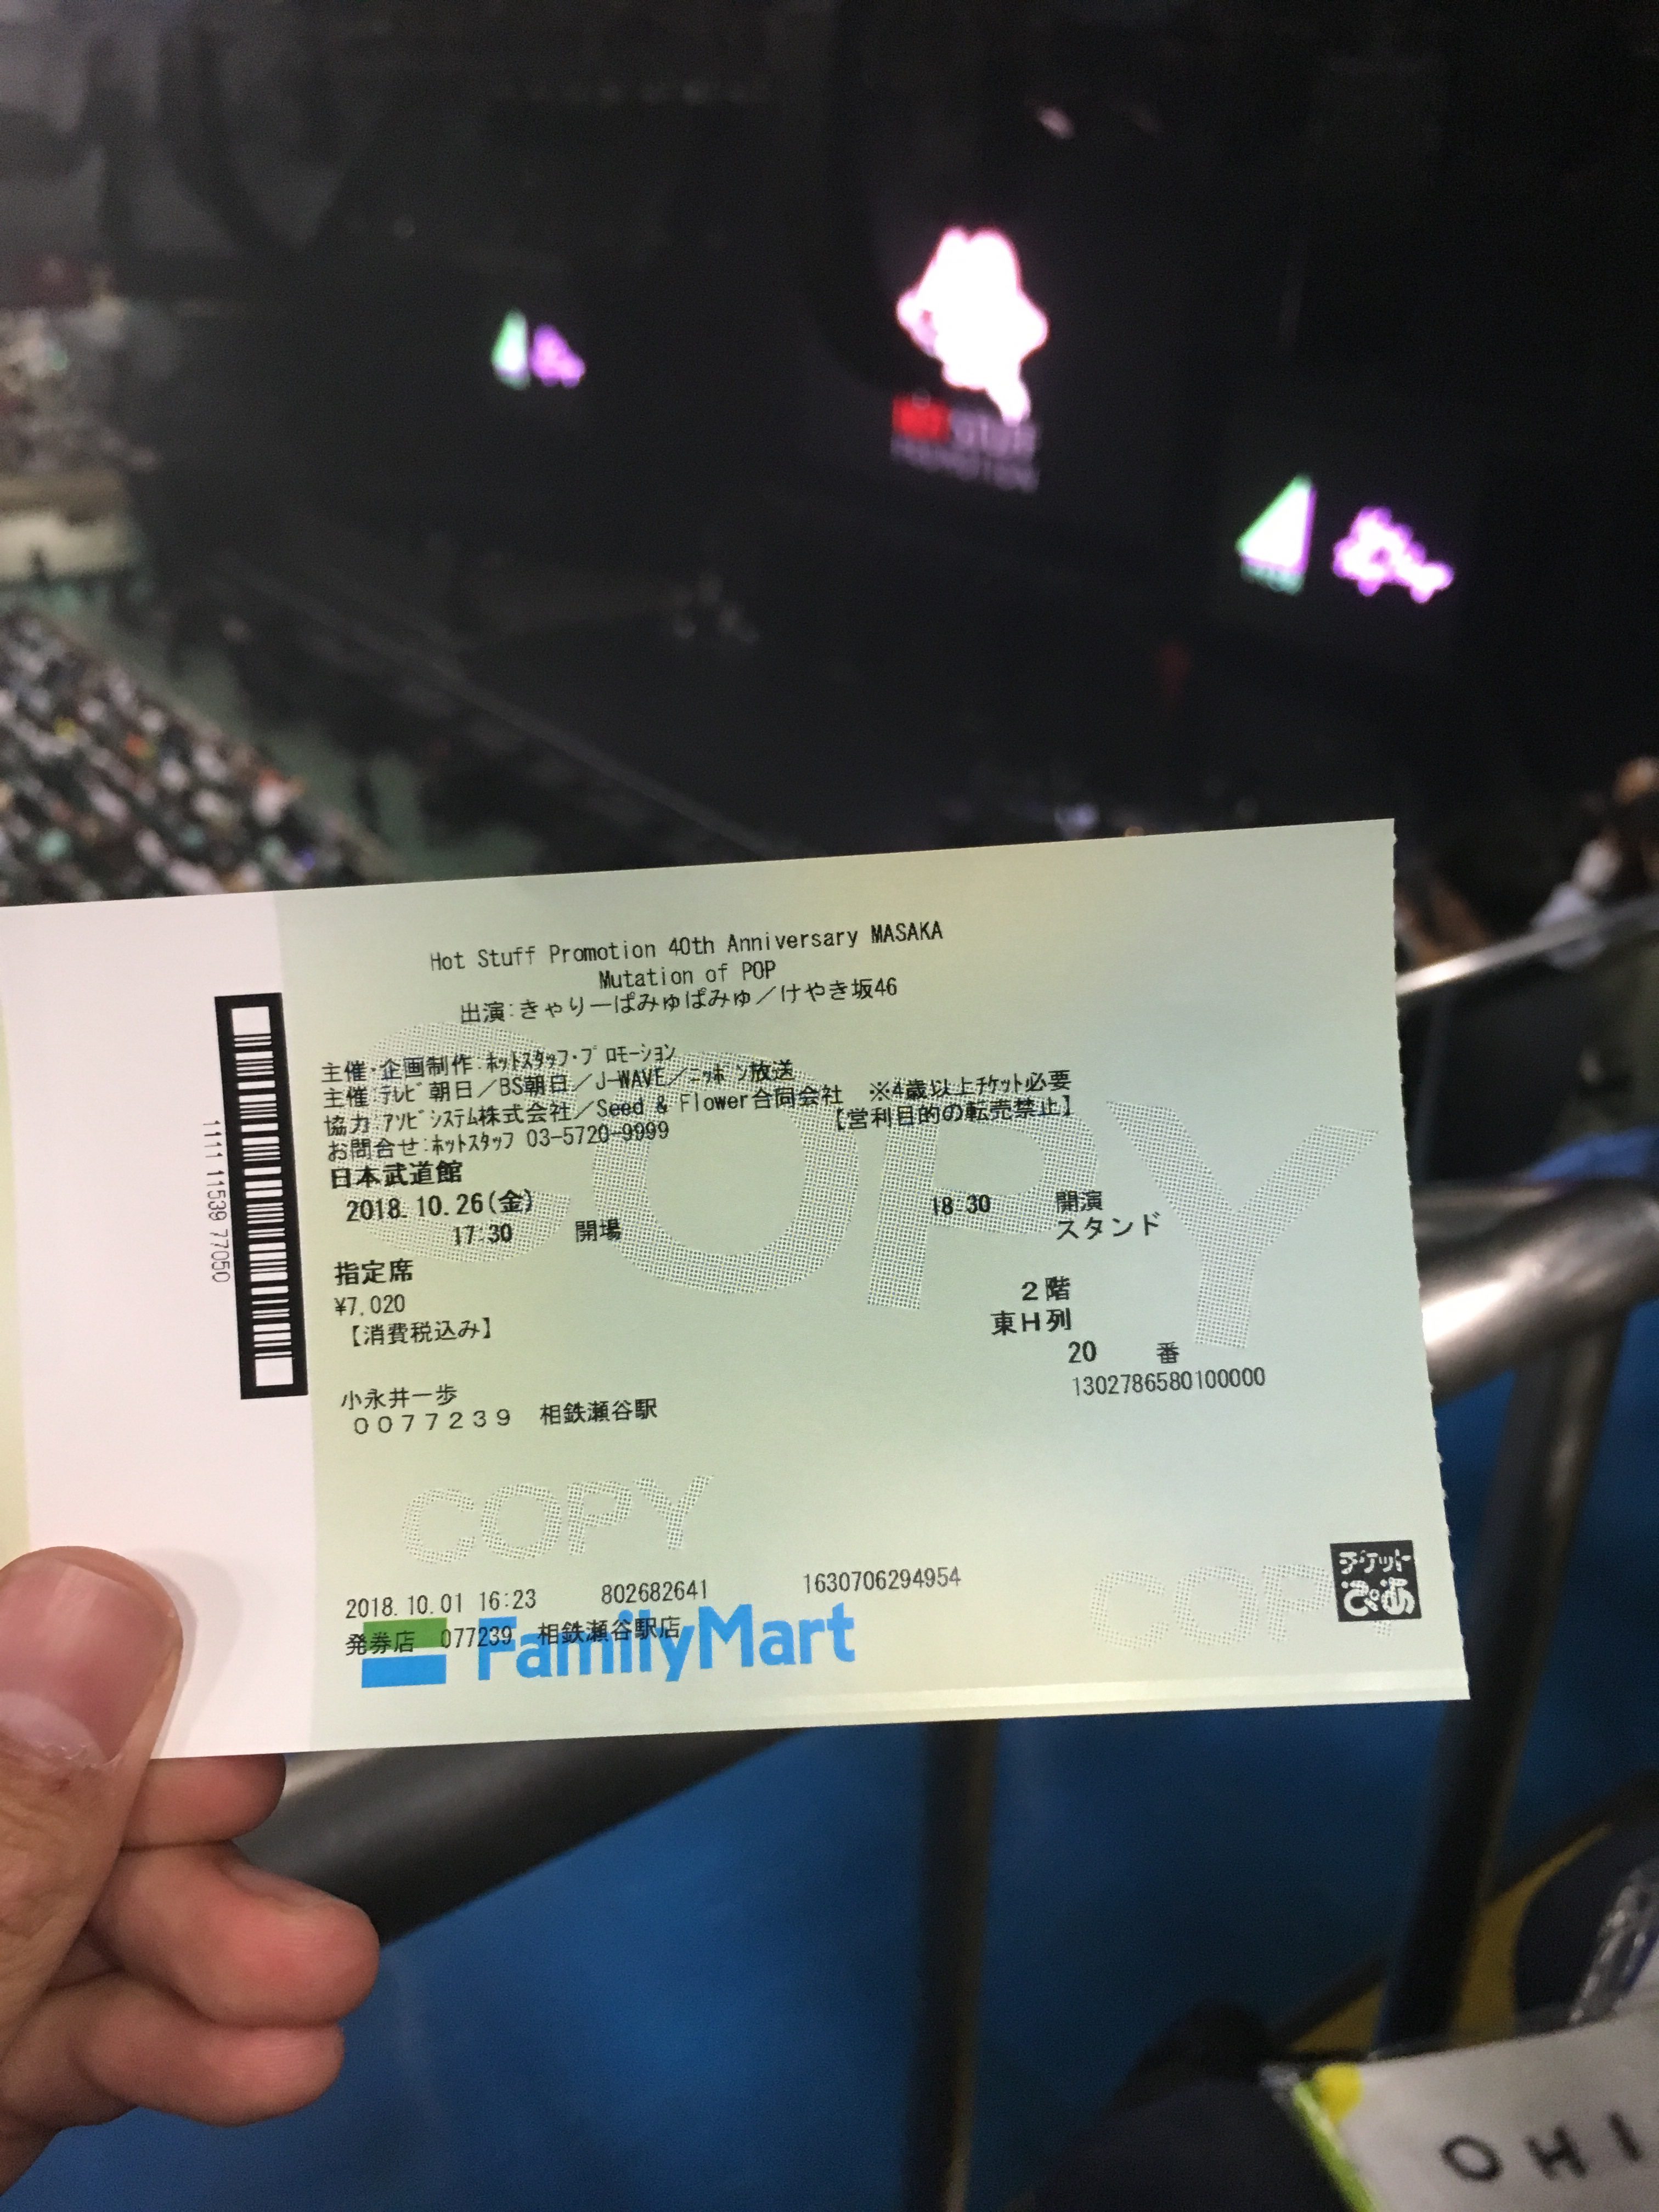 HOT STUFF
PROMOTION
Hot Stuff Promotion 40th Anniversary MASAKA
Mutation of POP
出演:きゃりーぱみゅぱみゅ/けやき坂46
主催・企画制作:ﾎｯﾄｽﾀｯﾌ･ﾌﾟﾛﾓｰｼｮﾝ
主催:ﾃﾚﾋﾞ朝日/BS朝日/J-WAVE/ﾆｯﾎﾟﾝ放送
協力:ｱｿﾋﾞｼｽﾃﾑ株式会社/Seed & Flower合同会社 ※4歳以上ﾁｹｯﾄ必要
お問合せ:ﾎｯﾄｽﾀｯﾌ 03-5720-9999 【営利目的の転売禁止】
日本武道館
2018.10.26(金) 18:30 開演
17:30 開場 スタンド
指定席
¥7,020 2階
【消費税込み】 東H列
20 番
小永井一歩 1302786580100000
0077239 相鉄瀬谷駅
1111 11539 77050
COPY
COPY
COPY
2018.10.01 16:23 802682641 1630706294954
発券店 077239 相鉄瀬谷駅店
FamilyMart
チケット
ぴあ
OHI